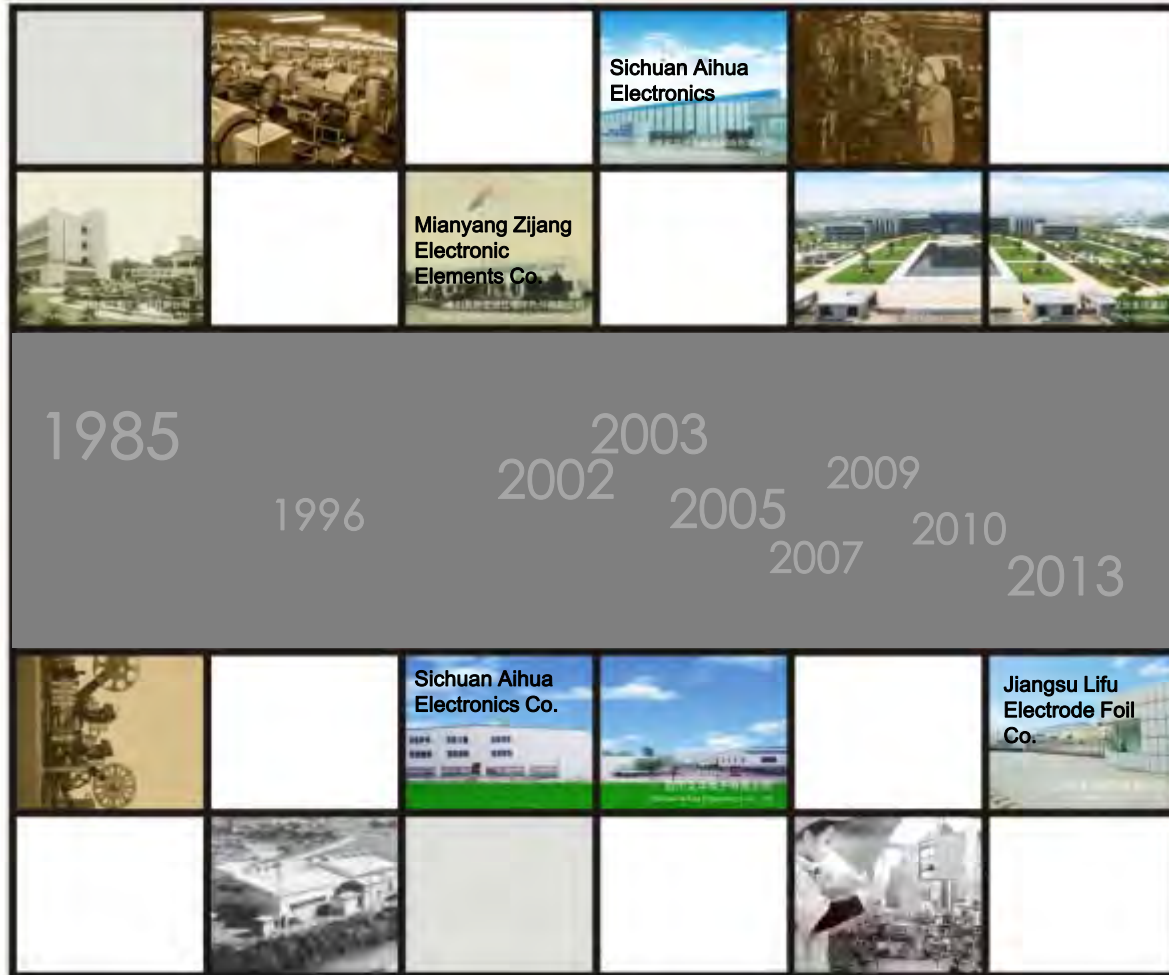 Sichuan Aihua
Electronics
Mianyang Zijang
Electronic
Elements Co.
1985
1996
2002
2003
2005
2007
2009
2010
2013
Sichuan Aihua
Electronics Co.
Jiangsu Lifu
Electrode Foil
Co.